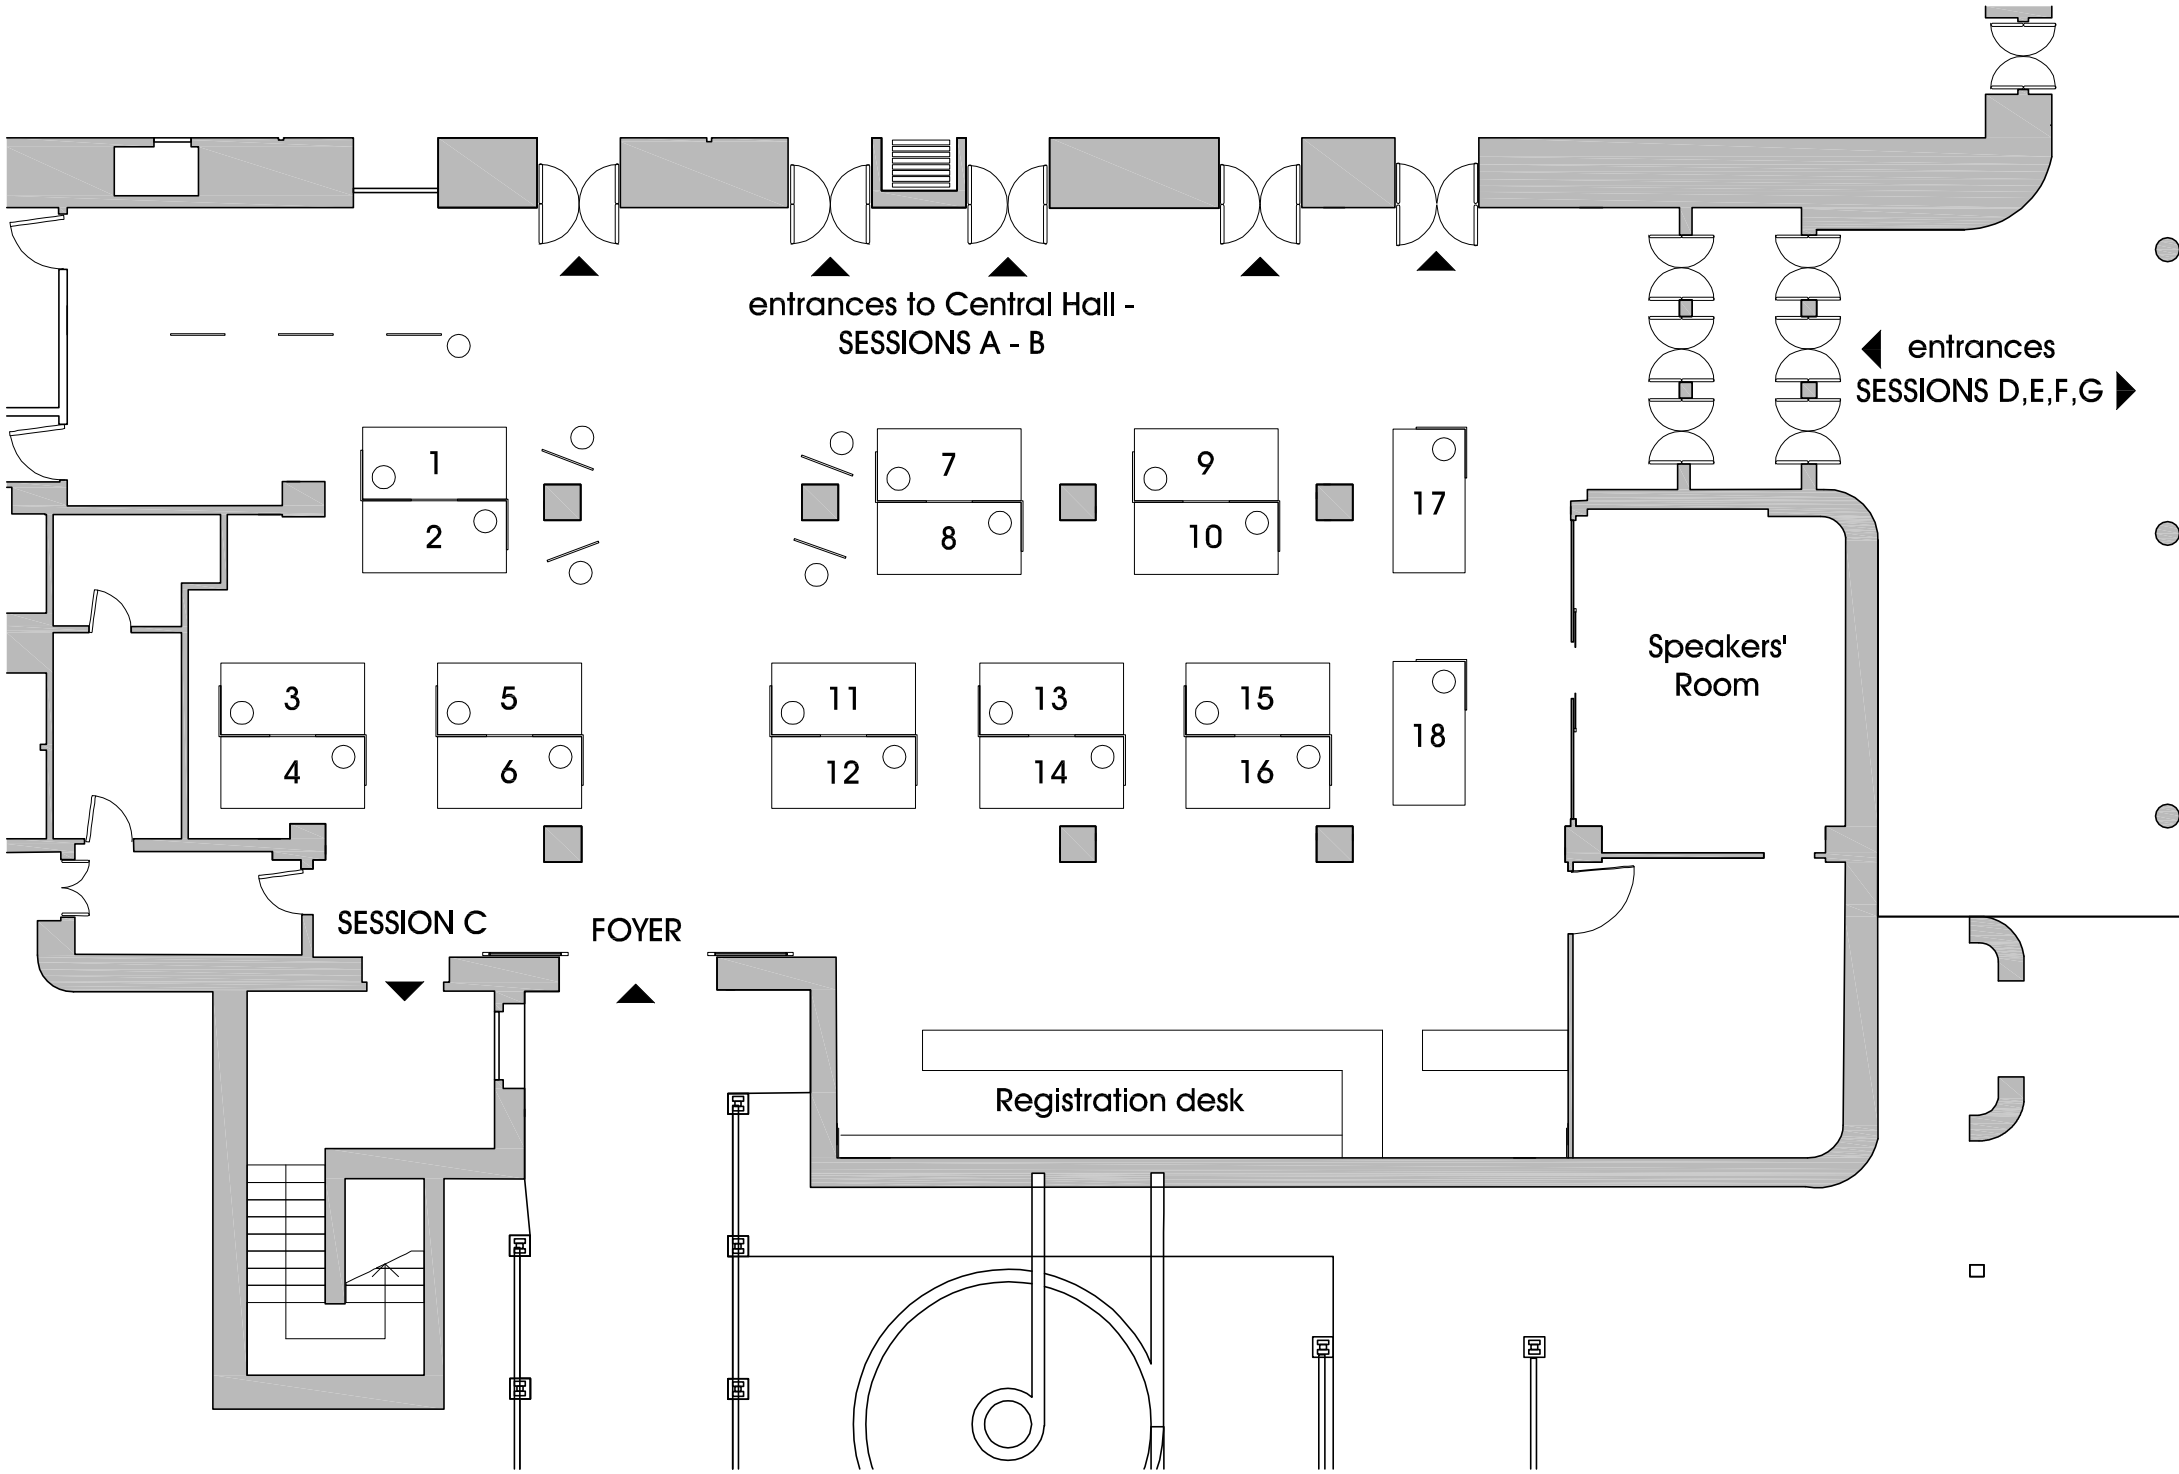 entrances to Central Hall -
SESSIONS A - B
entrances
SESSIONS D,E,F,G
1
7
9
17
2
8
10
Speakers'
Room
3
5
11
13
15
18
4
6
12
14
16
SESSION C
FOYER
Registration desk